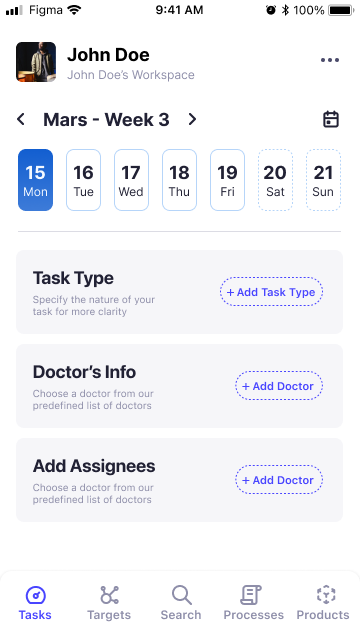 Figma 9:41 AM 100%
John Doe
John Doe's Workspace
Mars - Week 3
15 16 17 18 19 20 21
Mon Tue Wed Thu Fri Sat Sun
Task Type
Specify the nature of your
task for more clarity
+ Add Task Type
Doctor's Info
Choose a doctor from our
predefined list of doctors
+ Add Doctor
Add Assignees
Choose a doctor from our
predefined list of doctors
+ Add Doctor
Tasks Targets Search Processes Products